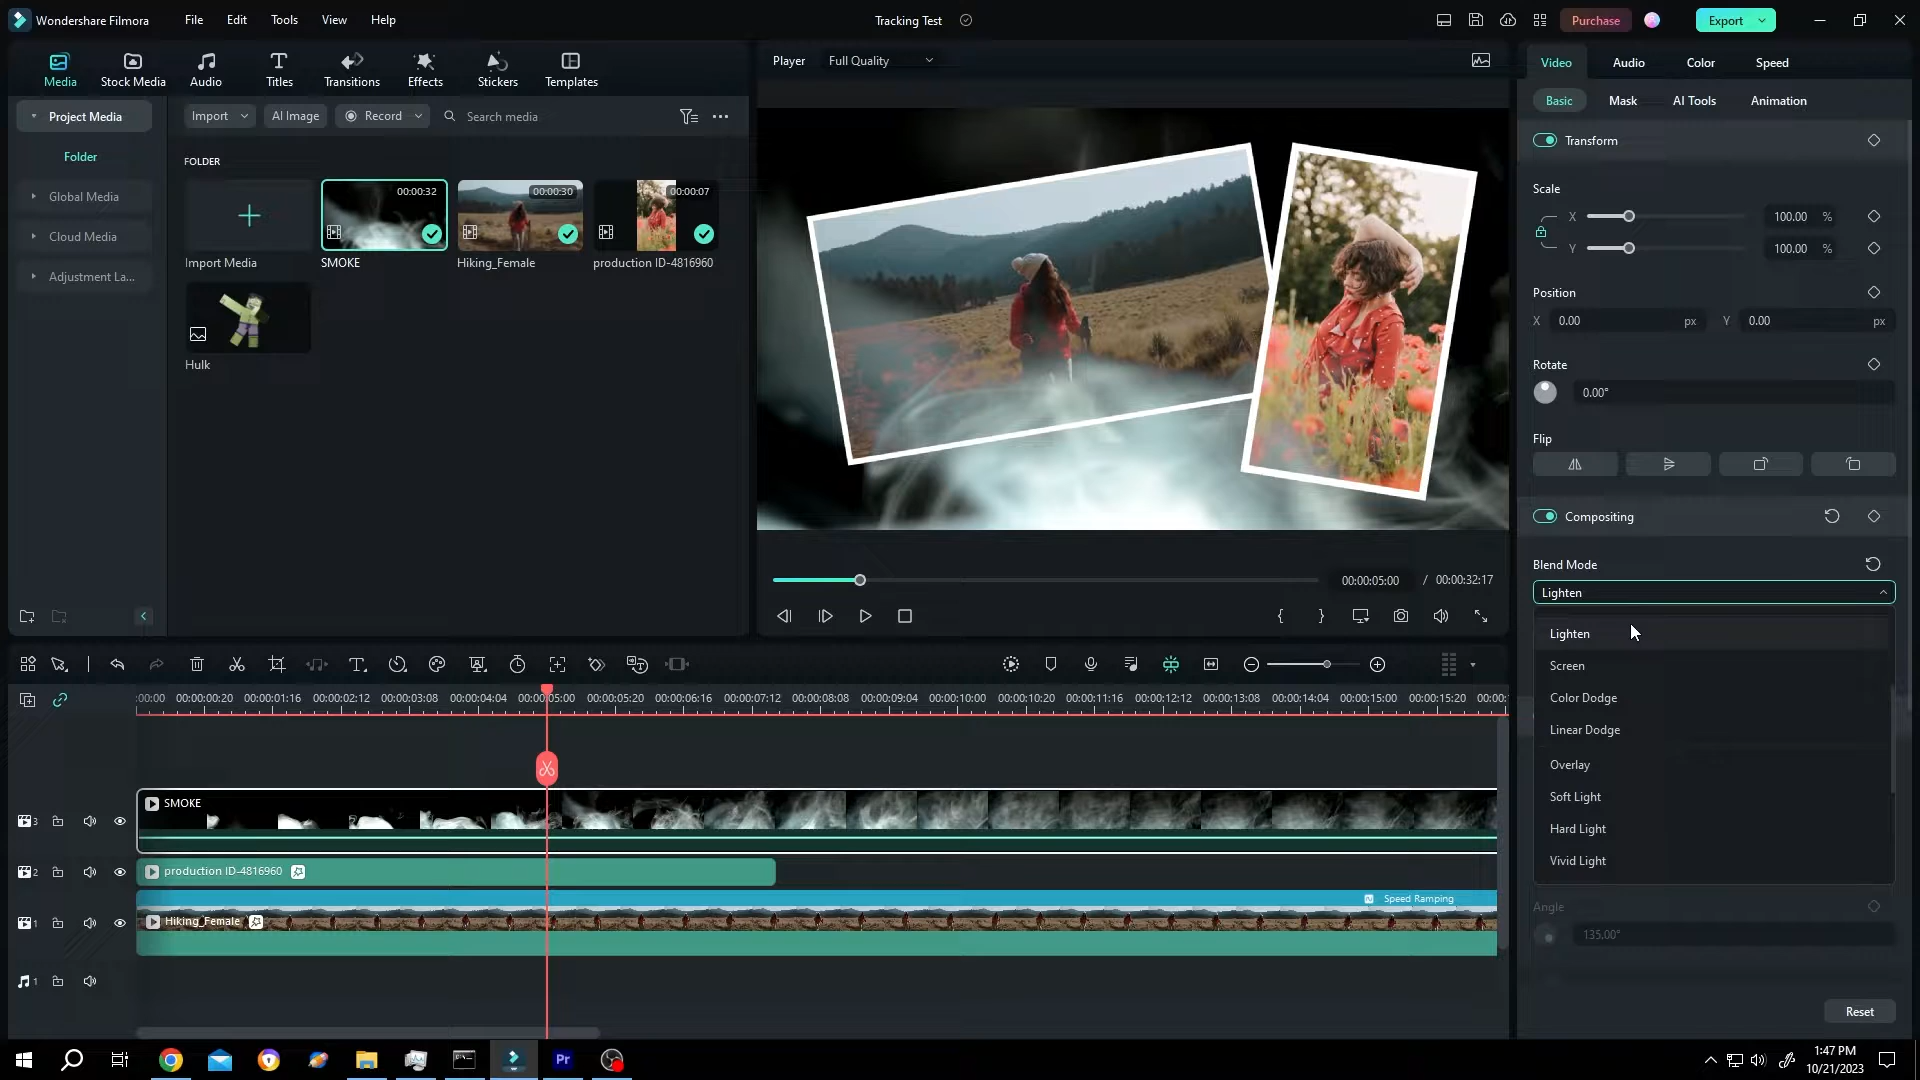 Wondershare Filmora File Edit Tools View Help Tracking Test Purchase Export
Media Stock Media Audio Titles Transitions Effects Stickers Templates
Project Media
Folder
Global Media
Cloud Media
Adjustment La...
Import AI Image Record Search media
FOLDER
00:00:32 00:00:30 00:00:07
Import Media SMOKE Hiking_Female production ID-4816960
Hulk
Player Full Quality
00:00:05:00 / 00:00:32:17
Video Audio Color Speed
Basic Mask AI Tools Animation
Transform
Scale
X 100.00 %
Y 100.00 %
Position
X 0.00 px Y 0.00 px
Rotate
0.00°
Flip
Compositing
Blend Mode
Lighten
Lighten
Screen
Color Dodge
Linear Dodge
Overlay
Soft Light
Hard Light
Vivid Light
Angle
135.00°
Reset
:00:00 00:00:00:20 00:00:01:16 00:00:02:12 00:00:03:08 00:00:04:04 00:00:05:00 00:00:05:20 00:00:06:16 00:00:07:12 00:00:08:08 00:00:09:04 00:00:10:00 00:00:10:20 00:00:11:16 00:00:12:12 00:00:13:08 00:00:14:04 00:00:15:00 00:00:15:20 00:00:
SMOKE
3
production ID-4816960
2
Speed Ramping
Hiking_Female
1
1
Pr
1:47 PM
10/21/2023